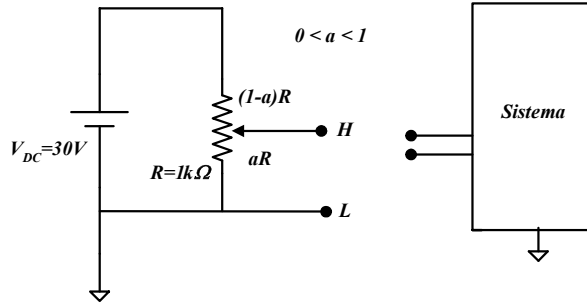 0 < a < 1
(1-a)R
Sistema
H
V_DC=30V
R=1kΩ
aR
L